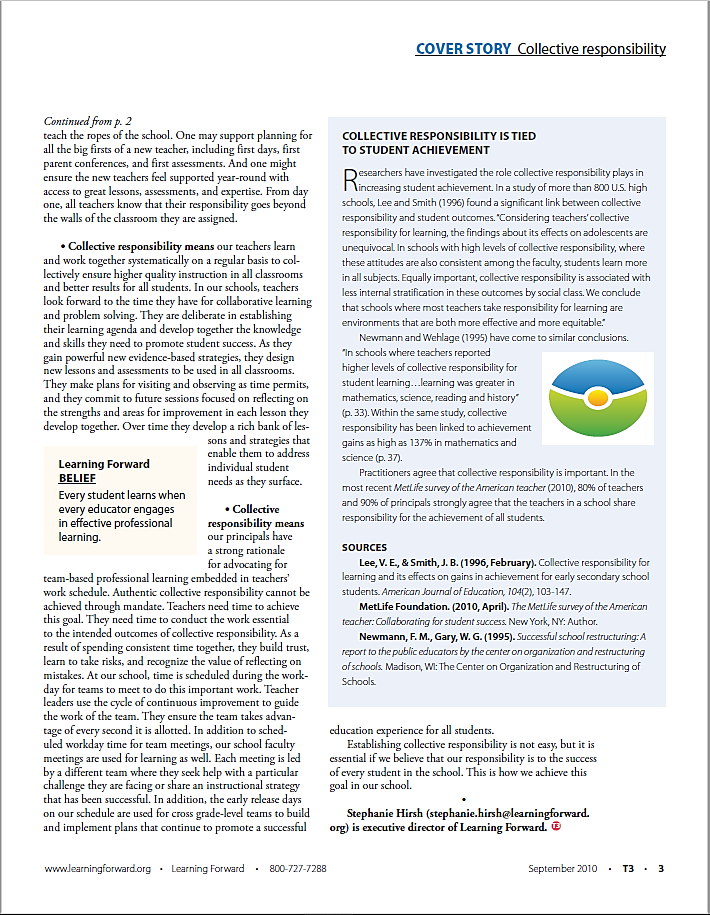 COVER STORY Collective responsibility
Continued from p. 2
teach the ropes of the school. One may support planning for
all the big firsts of a new teacher, including first days, first
parent conferences, and first assessments. And one might
ensure the new teachers feel supported year-round with
access to great lessons, assessments, and expertise. From day
one, all teachers know that their responsibility goes beyond
the walls of the classroom they are assigned.
• Collective responsibility means our teachers learn
and work together systematically on a regular basis to col-
lectively ensure higher quality instruction in all classrooms
and better results for all students. In our schools, teachers
look forward to the time they have for collaborative learning
and problem solving. They are deliberate in establishing
their learning agenda and develop together the knowledge
and skills they need to promote student success. As they
gain powerful new evidence-based strategies, they design
new lessons and assessments to be used in all classrooms.
They make plans for visiting and observing as time permits,
and they commit to future sessions focused on reflecting on
the strengths and areas for improvement in each lesson they
develop together. Over time they develop a rich bank of les-
sons and strategies that
enable them to address
individual student
needs as they surface.
Learning Forward
BELIEF
Every student learns when
every educator engages
in effective professional
learning.
• Collective
responsibility means
our principals have
a strong rationale
for advocating for
team-based professional learning embedded in teachers'
work schedule. Authentic collective responsibility cannot be
achieved through mandate. Teachers need time to achieve
this goal. They need time to conduct the work essential
to the intended outcomes of collective responsibility. As a
result of spending consistent time together, they build trust,
learn to take risks, and recognize the value of reflecting on
mistakes. At our school, time is scheduled during the work-
day for teams to meet to do this important work. Teacher
leaders use the cycle of continuous improvement to guide
the work of the team. They ensure the team takes advan-
tage of every second it is allotted. In addition to sched-
uled workday time for team meetings, our school faculty
meetings are used for learning as well. Each meeting is led
by a different team where they seek help with a particular
challenge they are facing or share an instructional strategy
that has been successful. In addition, the early release days
on our schedule are used for cross grade-level teams to build
and implement plans that continue to promote a successful
COLLECTIVE RESPONSIBILITY IS TIED
TO STUDENT ACHIEVEMENT
Researchers have investigated the role collective responsibility plays in
increasing student achievement. In a study of more than 800 U.S. high
schools, Lee and Smith (1996) found a significant link between collective
responsibility and student outcomes. "Considering teachers' collective
responsibility for learning, the findings about its effects on adolescents are
unequivocal. In schools with high levels of collective responsibility, where
these attitudes are also consistent among the faculty, students learn more
in all subjects. Equally important, collective responsibility is associated with
less internal stratification in these outcomes by social class. We conclude
that schools where most teachers take responsibility for learning are
environments that are both more effective and more equitable."
Newmann and Wehlage (1995) have come to similar conclusions.
"In schools where teachers reported
higher levels of collective responsibility for
student learning…learning was greater in
mathematics, science, reading and history"
(p. 33). Within the same study, collective
responsibility has been linked to achievement
gains as high as 137% in mathematics and
science (p. 37).
Practitioners agree that collective responsibility is important. In the
most recent MetLife survey of the American teacher (2010), 80% of teachers
and 90% of principals strongly agree that the teachers in a school share
responsibility for the achievement of all students.
SOURCES
Lee, V. E., & Smith, J. B. (1996, February). Collective responsibility for
learning and its effects on gains in achievement for early secondary school
students. American Journal of Education, 104(2), 103-147.
MetLife Foundation. (2010, April). The MetLife survey of the American
teacher: Collaborating for student success. New York, NY: Author.
Newmann, F. M., Gary, W. G. (1995). Successful school restructuring: A
report to the public educators by the center on organization and restructuring
of schools. Madison, WI: The Center on Organization and Restructuring of
Schools.
education experience for all students.
Establishing collective responsibility is not easy, but it is
essential if we believe that our responsibility is to the success
of every student in the school. This is how we achieve this
goal in our school.
•
Stephanie Hirsh (stephanie.hirsh@learningforward.
org) is executive director of Learning Forward. T3
www.learningforward.org • Learning Forward • 800-727-7288
September 2010 • T3 • 3